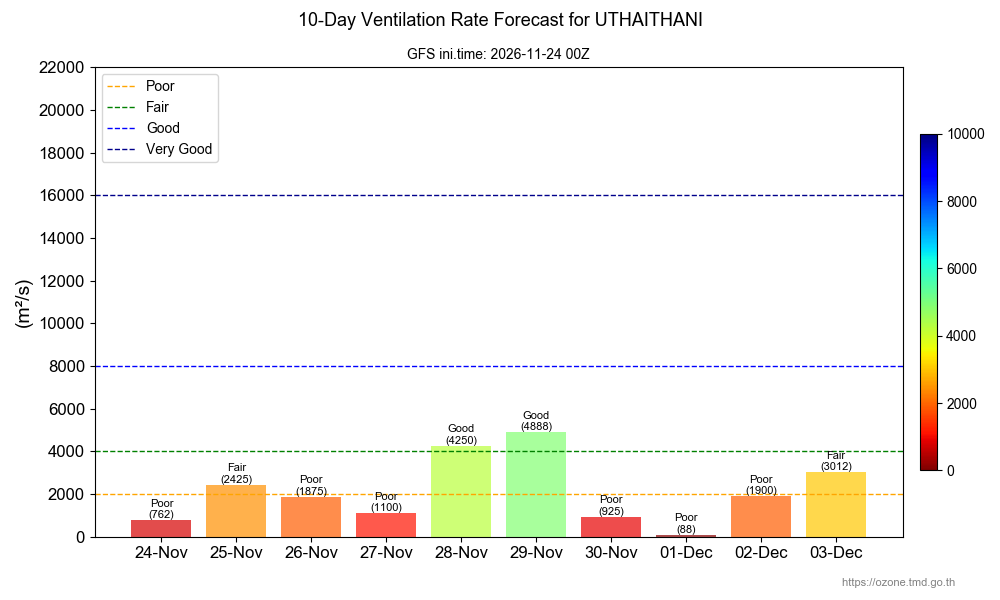 10-Day Ventilation Rate Forecast for UTHAITHANI
GFS ini.time: 2026-11-24 00Z
22000
20000
18000
16000
14000
12000
10000
8000
6000
4000
2000
0
(m²/s)
Poor
Fair
Good
Very Good
Poor
(762)
Fair
(2425)
Poor
(1875)
Poor
(1100)
Good
(4250)
Good
(4888)
Poor
(925)
Poor
(88)
Poor
(1900)
Fair
(3012)
24-Nov
25-Nov
26-Nov
27-Nov
28-Nov
29-Nov
30-Nov
01-Dec
02-Dec
03-Dec
10000
8000
6000
4000
2000
0
https://ozone.tmd.go.th